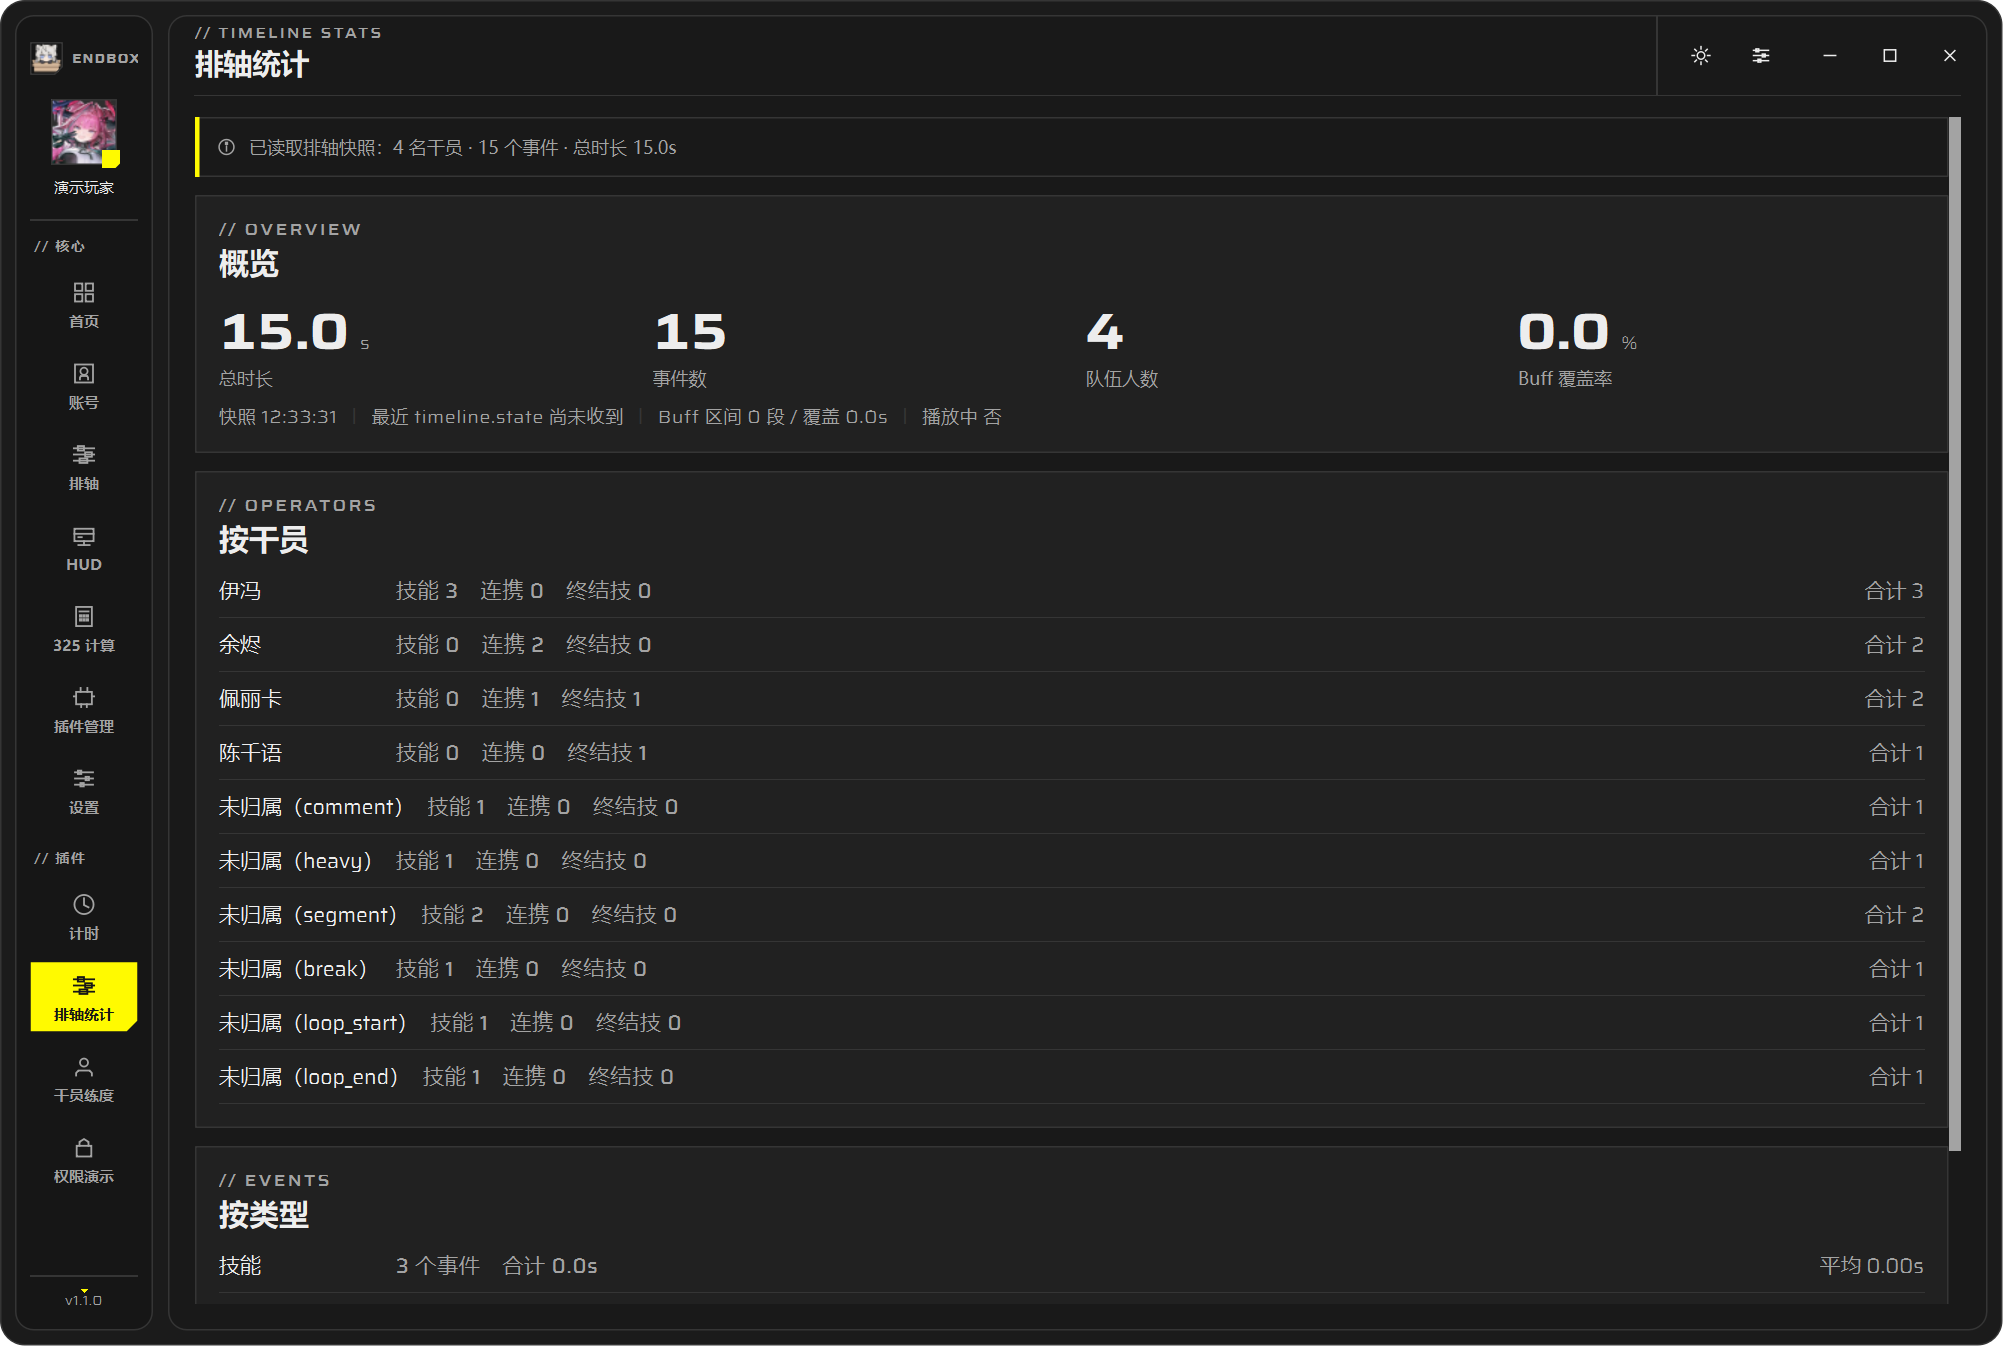 ENDBOX
演示玩家
// 核心
首页
账号
排轴
HUD
325 计算
插件管理
设置
// 插件
计时
排轴统计
干员练度
权限演示
v1.1.0
// TIMELINE STATS
排轴统计
已读取排轴快照：4 名干员 · 15 个事件 · 总时长 15.0s
// OVERVIEW
概览
15.0 s 15 4 0.0 %
总时长 事件数 队伍人数 Buff 覆盖率
快照 12:33:31 最近 timeline.state 尚未收到 Buff 区间 0 段 / 覆盖 0.0s 播放中 否
// OPERATORS
按干员
伊冯 技能 3 连携 0 终结技 0 合计 3
余烬 技能 0 连携 2 终结技 0 合计 2
佩丽卡 技能 0 连携 1 终结技 1 合计 2
陈千语 技能 0 连携 0 终结技 1 合计 1
未归属（comment） 技能 1 连携 0 终结技 0 合计 1
未归属（heavy） 技能 1 连携 0 终结技 0 合计 1
未归属（segment） 技能 2 连携 0 终结技 0 合计 2
未归属（break） 技能 1 连携 0 终结技 0 合计 1
未归属（loop_start） 技能 1 连携 0 终结技 0 合计 1
未归属（loop_end） 技能 1 连携 0 终结技 0 合计 1
// EVENTS
按类型
技能 3 个事件 合计 0.0s 平均 0.00s